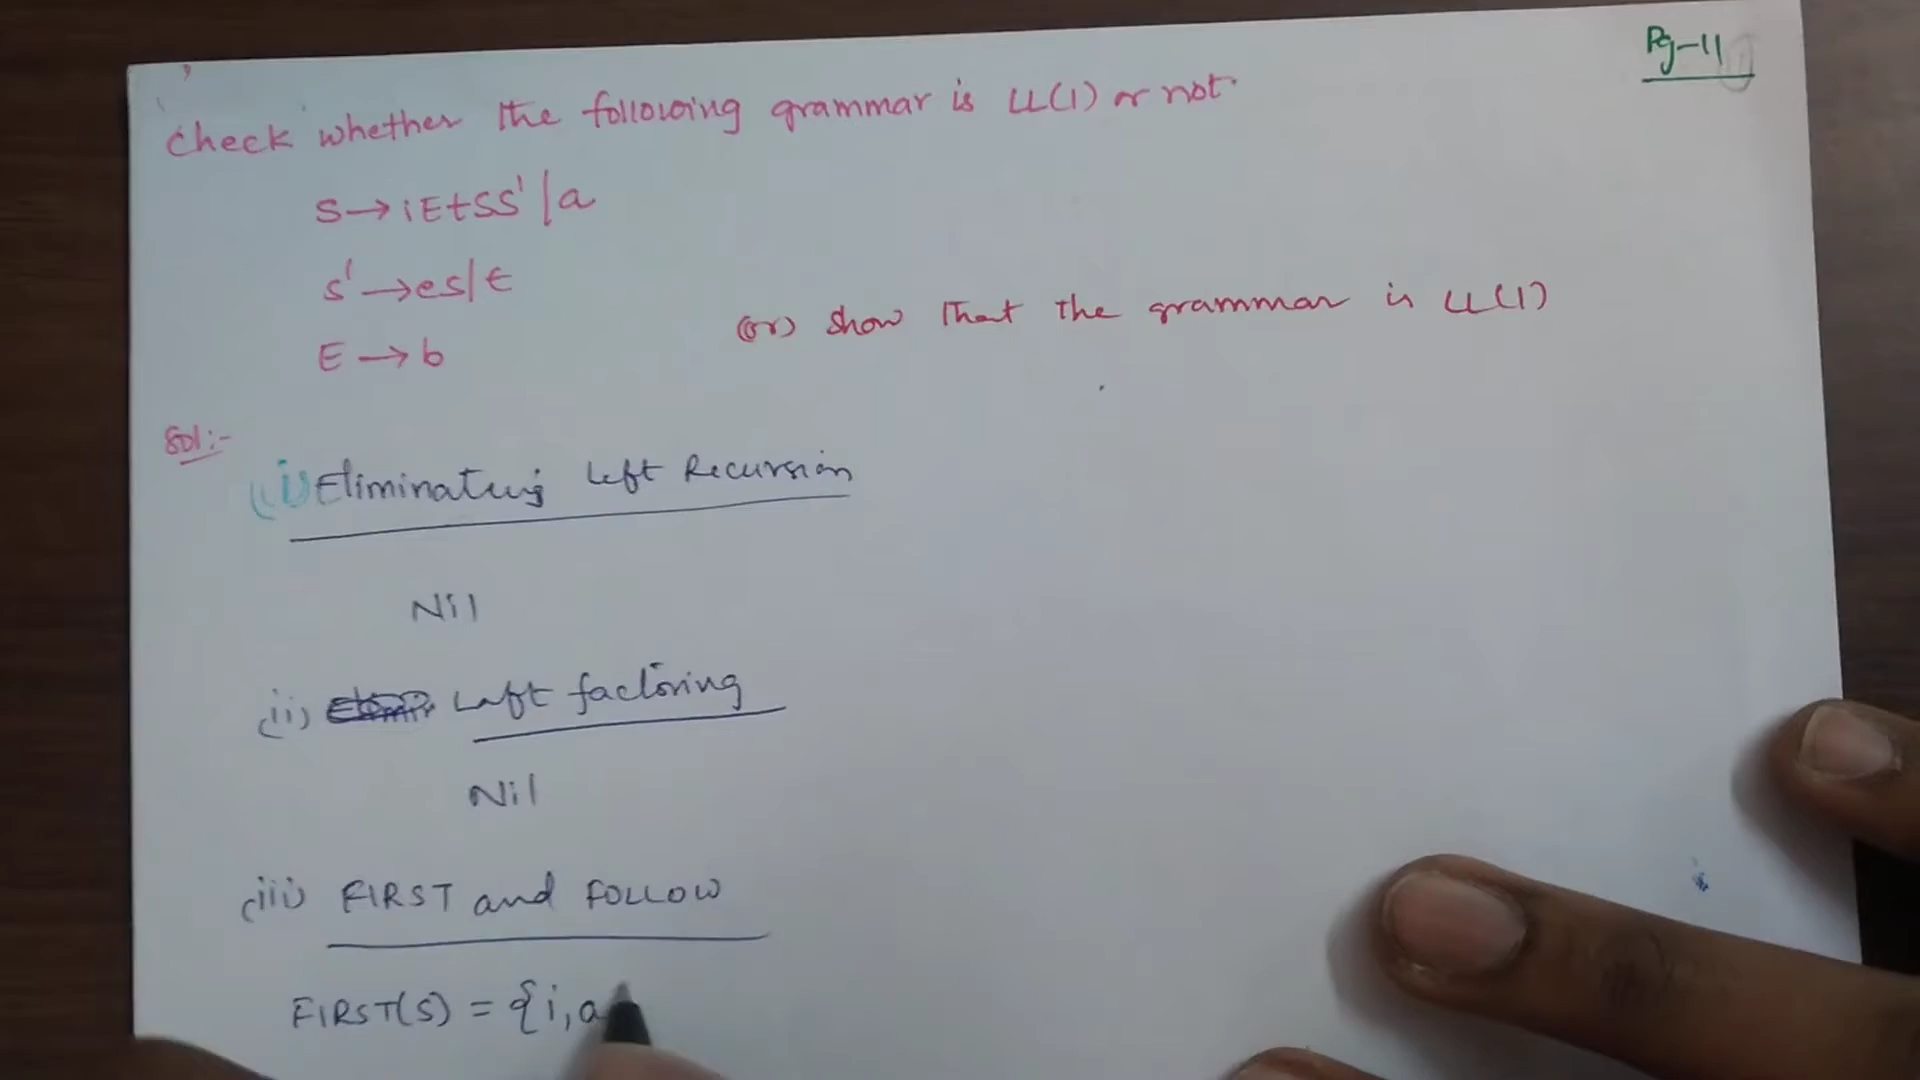 Pg-11
Check whether the following grammar is LL(1) or not.
S→iEtSS'|a
S'→eS|ϵ
(or) show that the grammar is LL(1)
E→b
Sol:-
(i) Eliminating Left Recursion
Nil
(ii) Left factoring
Nil
(iii) FIRST and FOLLOW
FIRST(S) = {i,a